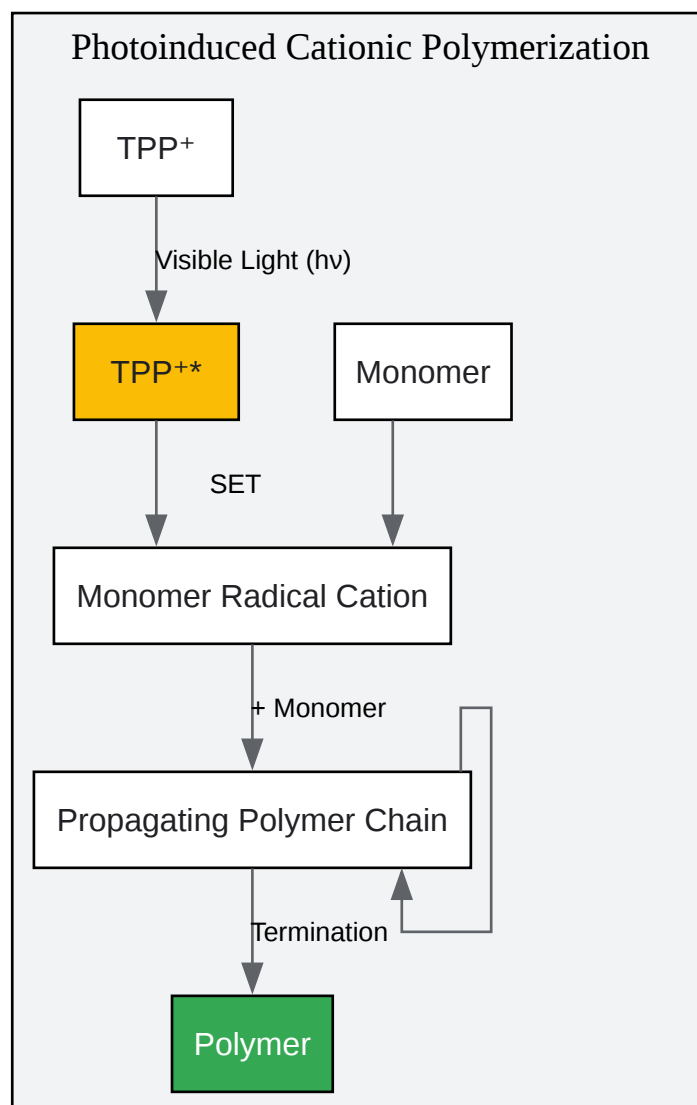 Photoinduced Cationic Polymerization
TPP⁺
Visible Light (hν)
TPP⁺*
Monomer
SET
Monomer Radical Cation
+ Monomer
Propagating Polymer Chain
Termination
Polymer